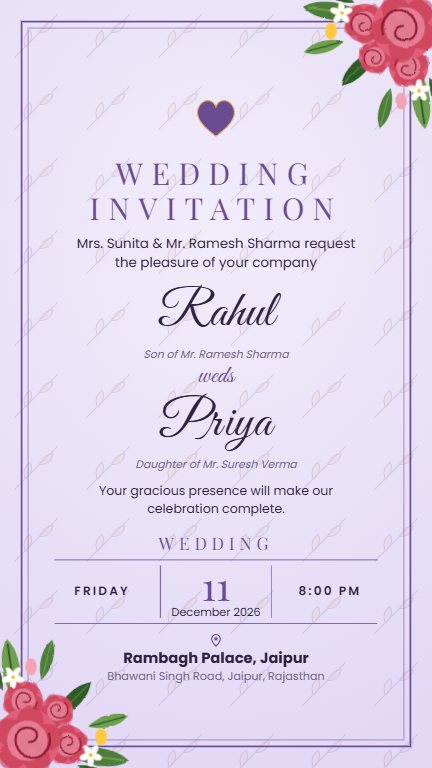 WEDDING
INVITATION
Mrs. Sunita & Mr. Ramesh Sharma request
the pleasure of your company
Rahul
Son of Mr. Ramesh Sharma
weds
Priya
Daughter of Mr. Suresh Verma
Your gracious presence will make our
celebration complete.
WEDDING
FRIDAY
11
December 2026
8:00 PM
Rambagh Palace, Jaipur
Bhawani Singh Road, Jaipur, Rajasthan